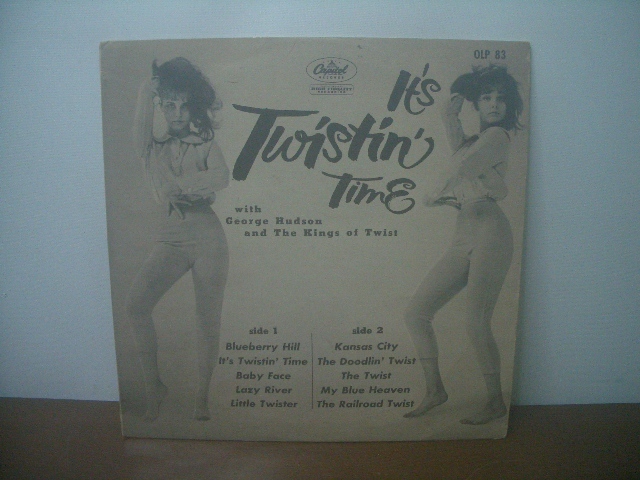 Capitol
RECORDS
OLP 83
It's
Twistin'
Time
with
George Hudson
and The Kings of Twist
side 1
Blueberry Hill
It's Twistin' Time
Baby Face
Lazy River
Little Twister
side 2
Kansas City
The Doodlin' Twist
The Twist
My Blue Heaven
The Railroad Twist